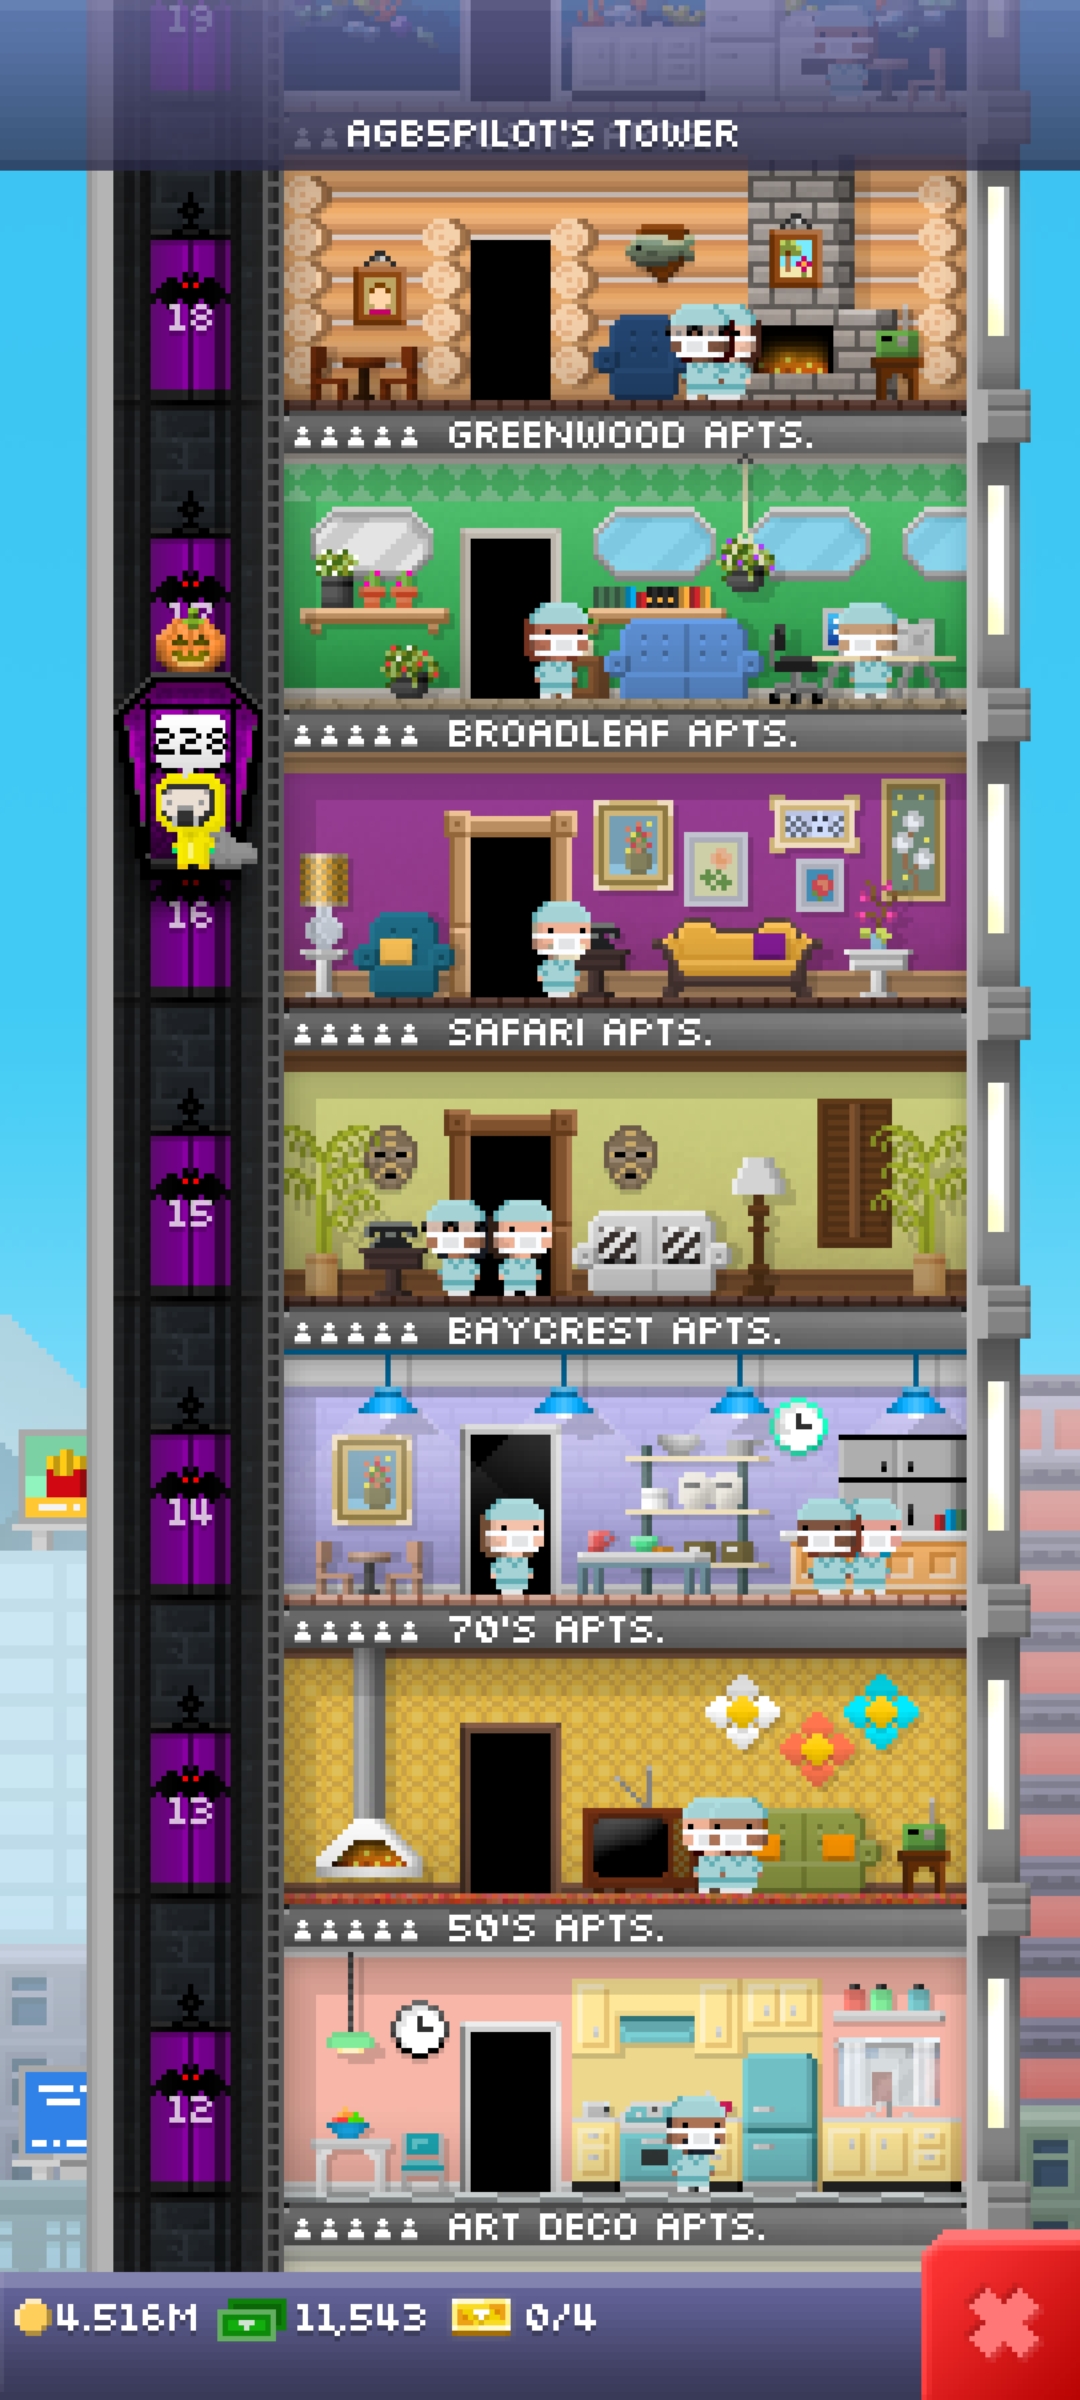 19
AGB5PILOT'S TOWER
18
GREENWOOD APTS.
17
BROADLEAF APTS.
228
16
SAFARI APTS.
15
BAYCREST APTS.
14
70'S APTS.
13
50'S APTS.
12
ART DECO APTS.
4.516M 11,543 0/4